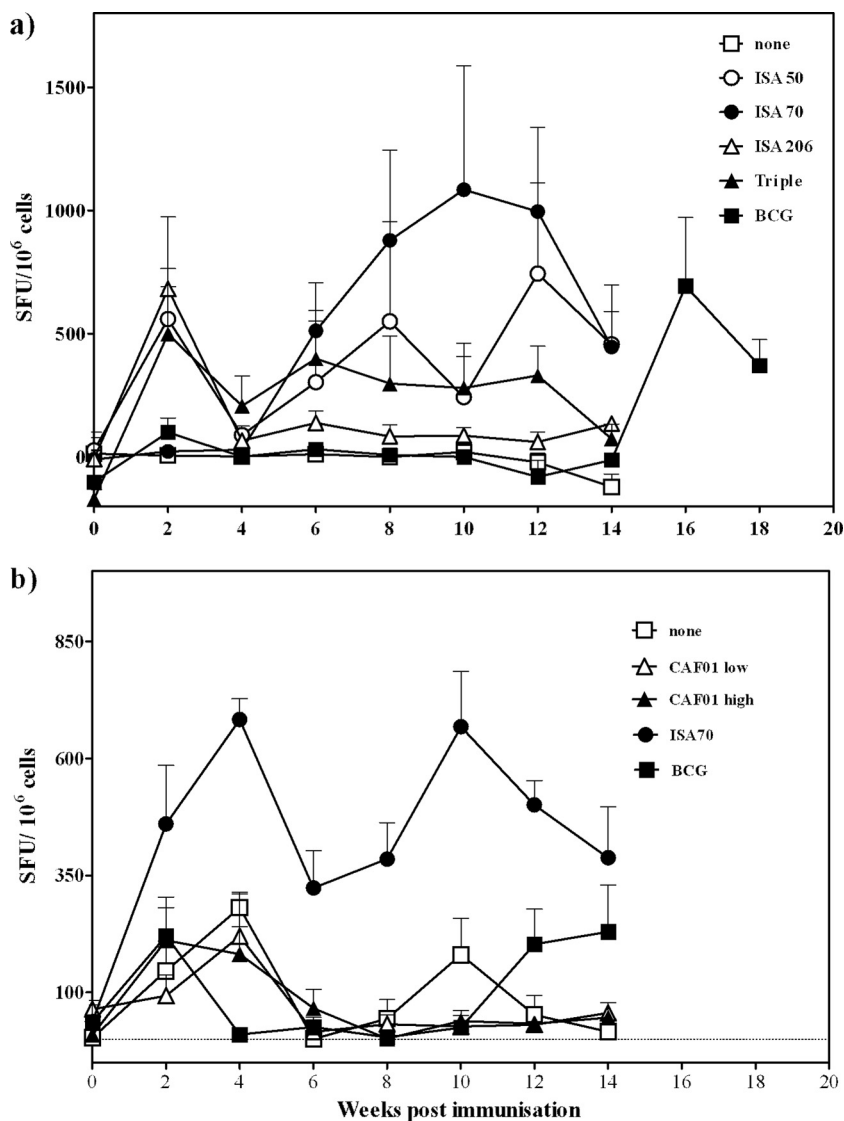 a)
SFU/10⁶ cells
1500
1000
500
0
none
ISA 50
ISA 70
ISA 206
Triple
BCG
0 2 4 6 8 10 12 14 16 18 20
b)
SFU/ 10⁶ cells
850
600
350
100
none
CAF01 low
CAF01 high
ISA70
BCG
0 2 4 6 8 10 12 14 16 18 20
Weeks post immunisation